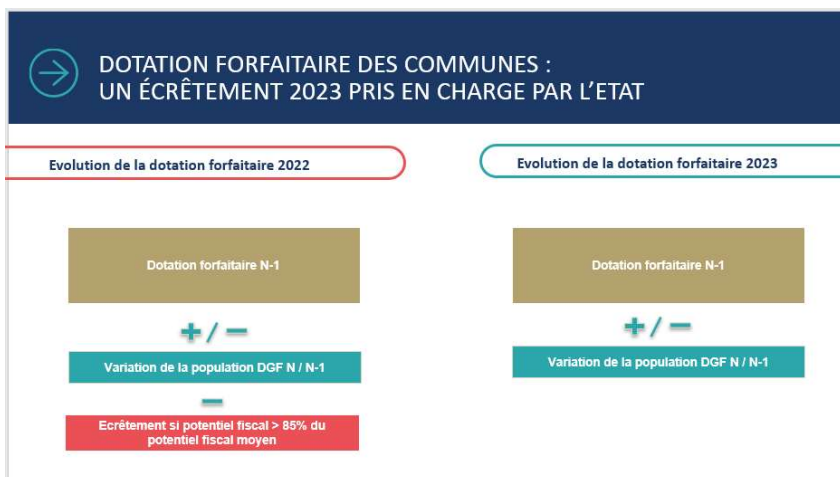 DOTATION FORFAITAIRE DES COMMUNES :
UN ÉCRÊTEMENT 2023 PRIS EN CHARGE PAR L’ETAT
Evolution de la dotation forfaitaire 2022
Dotation forfaitaire N-1
+ / −
Variation de la population DGF N / N-1
−
Ecrêtement si potentiel fiscal > 85% du
potentiel fiscal moyen
Evolution de la dotation forfaitaire 2023
Dotation forfaitaire N-1
+ / −
Variation de la population DGF N / N-1